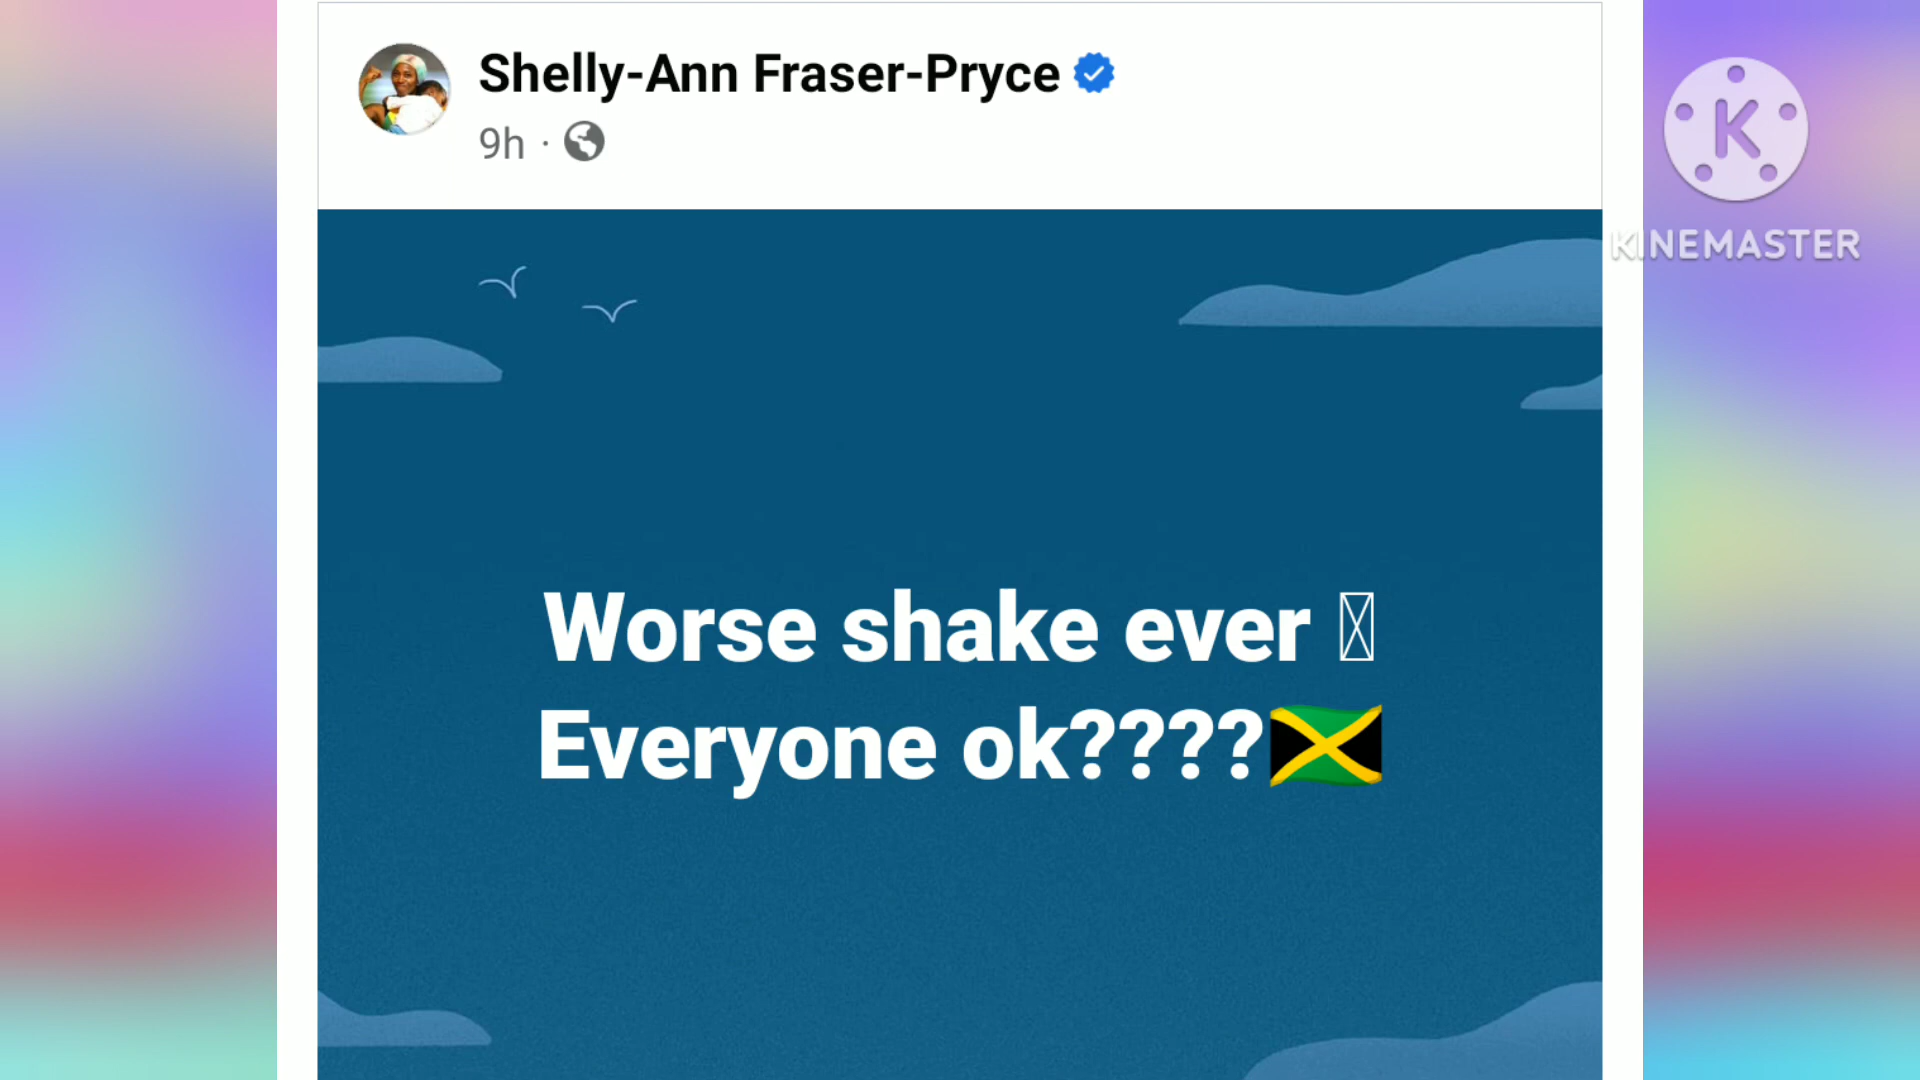 Shelly-Ann Fraser-Pryce
9h ·
K
KINEMASTER
Worse shake ever
Everyone ok????🇯🇲